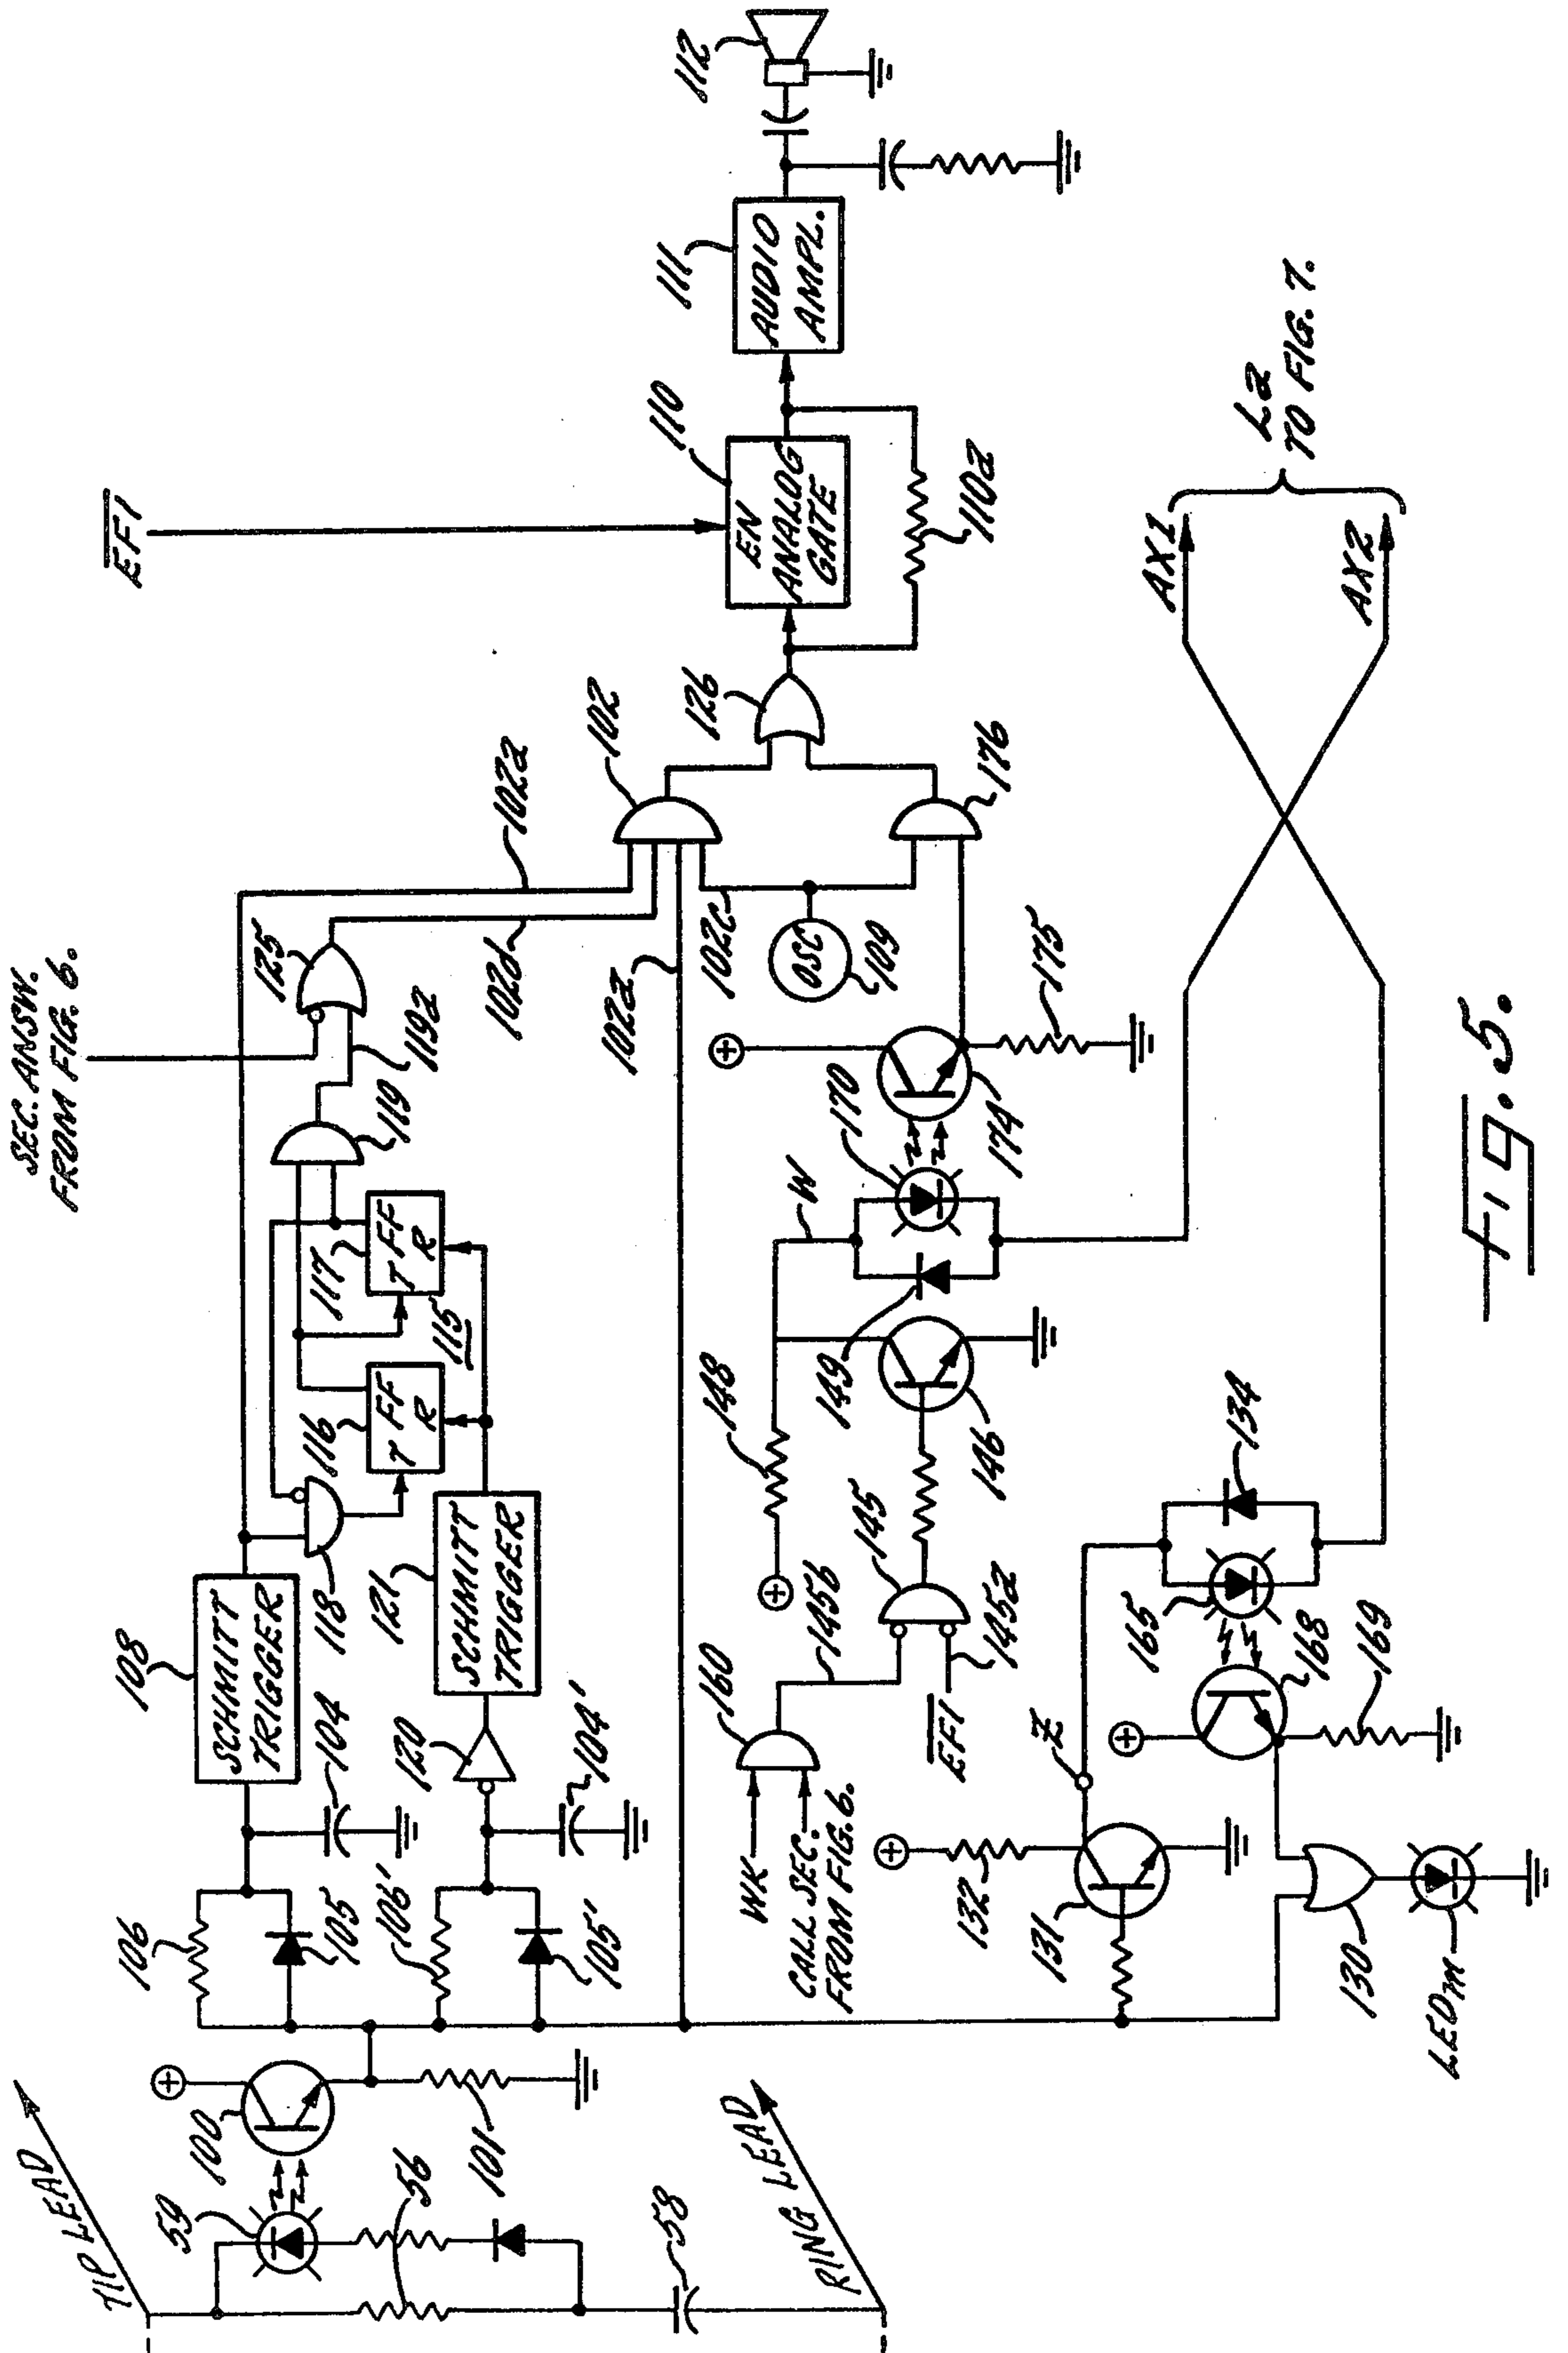 TIP LEAD
RING LEAD
59
100
56
58
101
106
105
104
108
SCHMITT
TRIGGER
106'
105'
104'
120
121
SCHMITT
TRIGGER
118
116
T FF
R
115
117
T FF
R
119
119a
125
SEC. ANSW.
FROM FIG. 6.
102d
102a
102a
102c
102
OSC
109
126
176
EFI
110
EN
ANALOG
GATE
110a
111
AUDIO
AMPL.
112
WK
CALL SEC.
FROM FIG. 6.
160
145b
145
EFI
145a
148
146
149
W
170
174
175
131
132
Z
165
134
168
169
130
LEDm
AX1
AX2
La
TO FIG. 7.
Fig. 5.